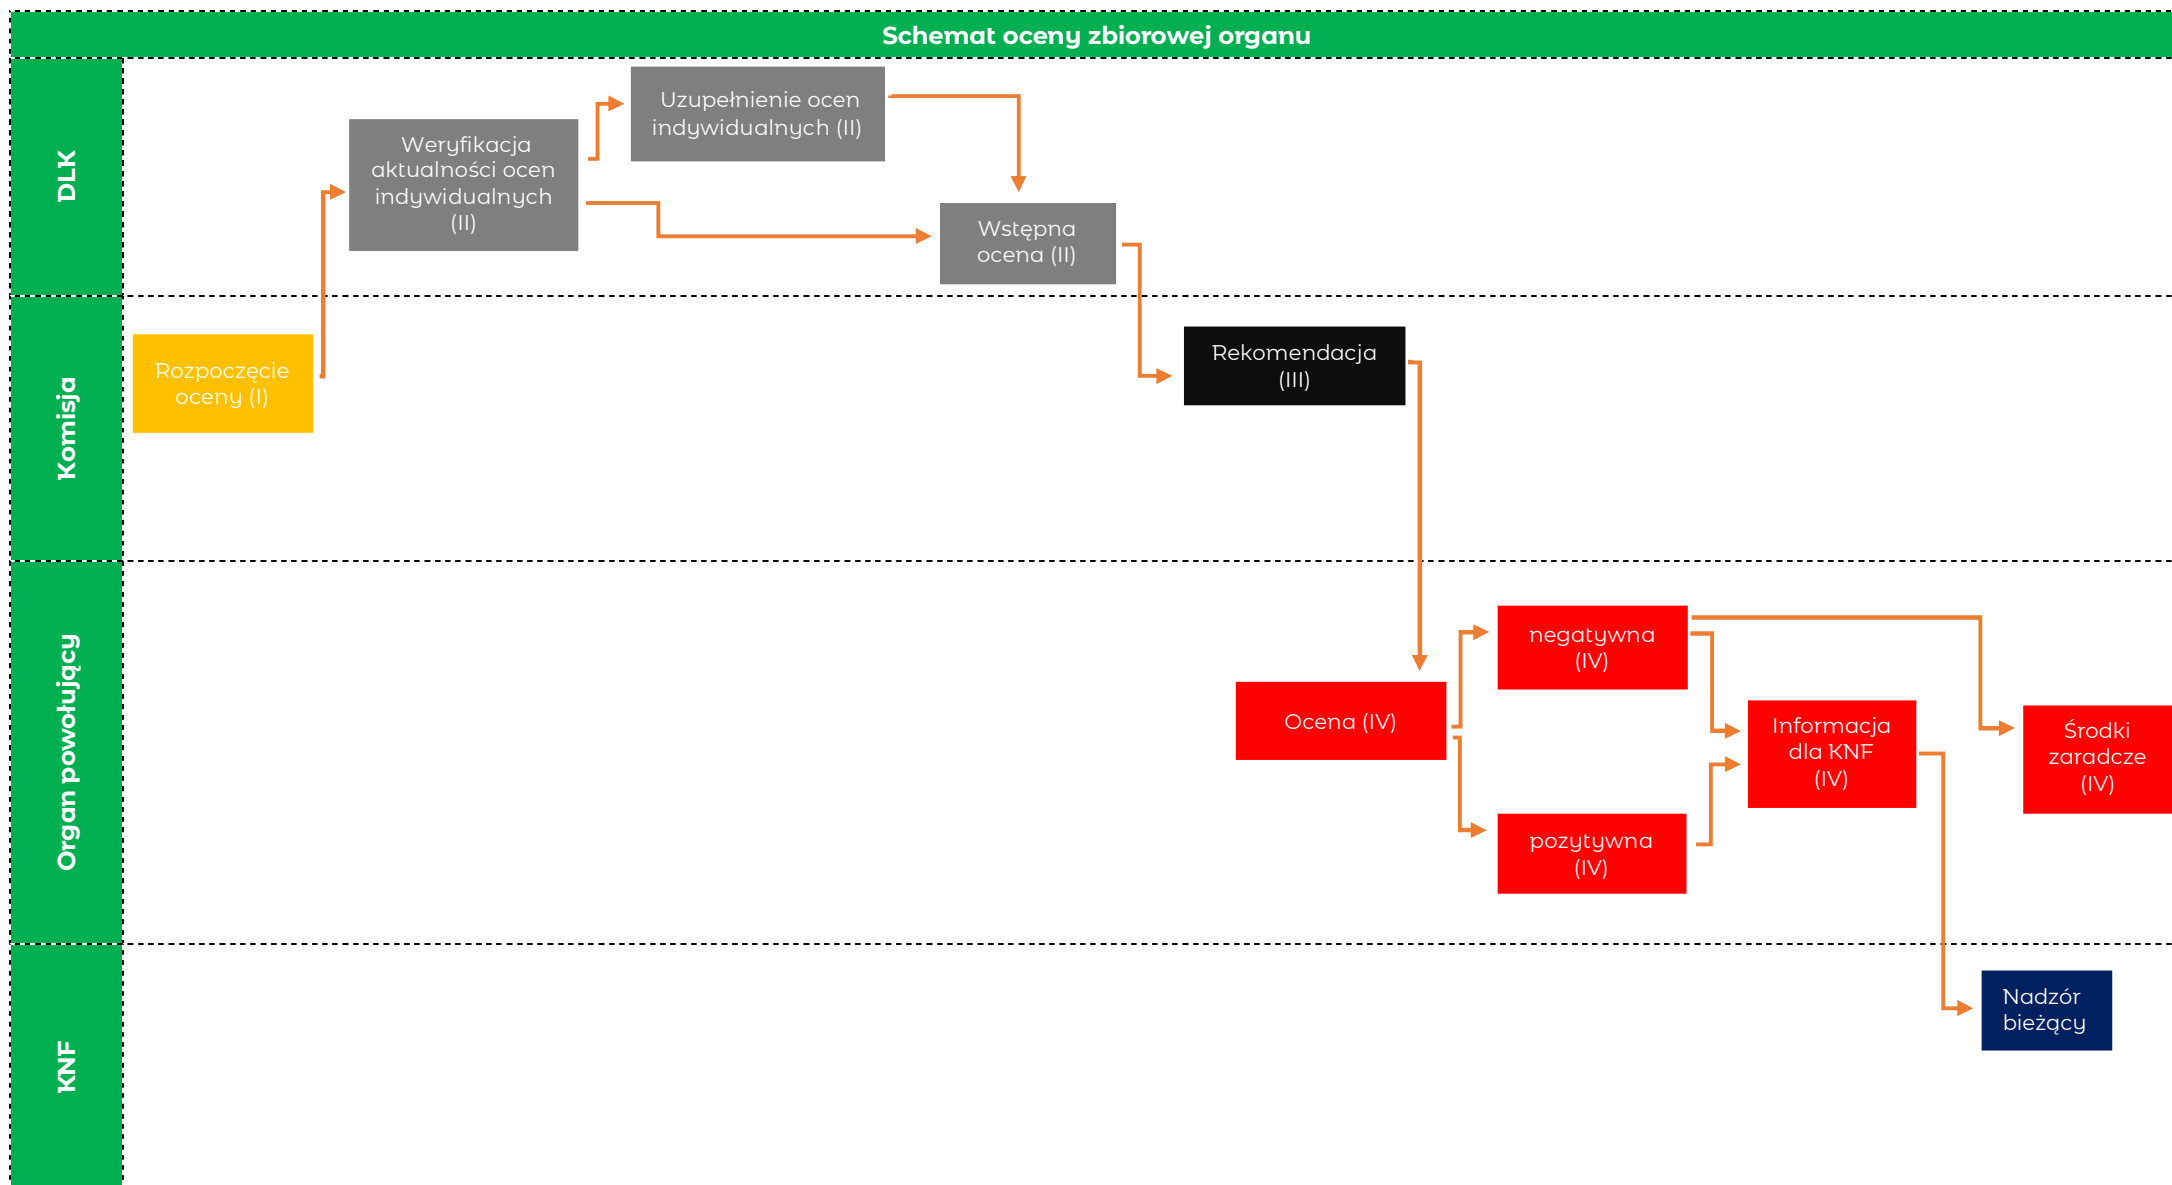 Schemat oceny zbiorowej organu
DLK
Weryfikacja
aktualności ocen
indywidualnych
(II)
Uzupełnienie ocen
indywidualnych (II)
Wstępna
ocena (II)
Komisja
Rozpoczęcie
oceny (I)
Rekomendacja
(III)
Organ powołujący
Ocena (IV)
negatywna
(IV)
pozytywna
(IV)
Informacja
dla KNF
(IV)
Środki
zaradcze
(IV)
KNF
Nadzór
bieżący